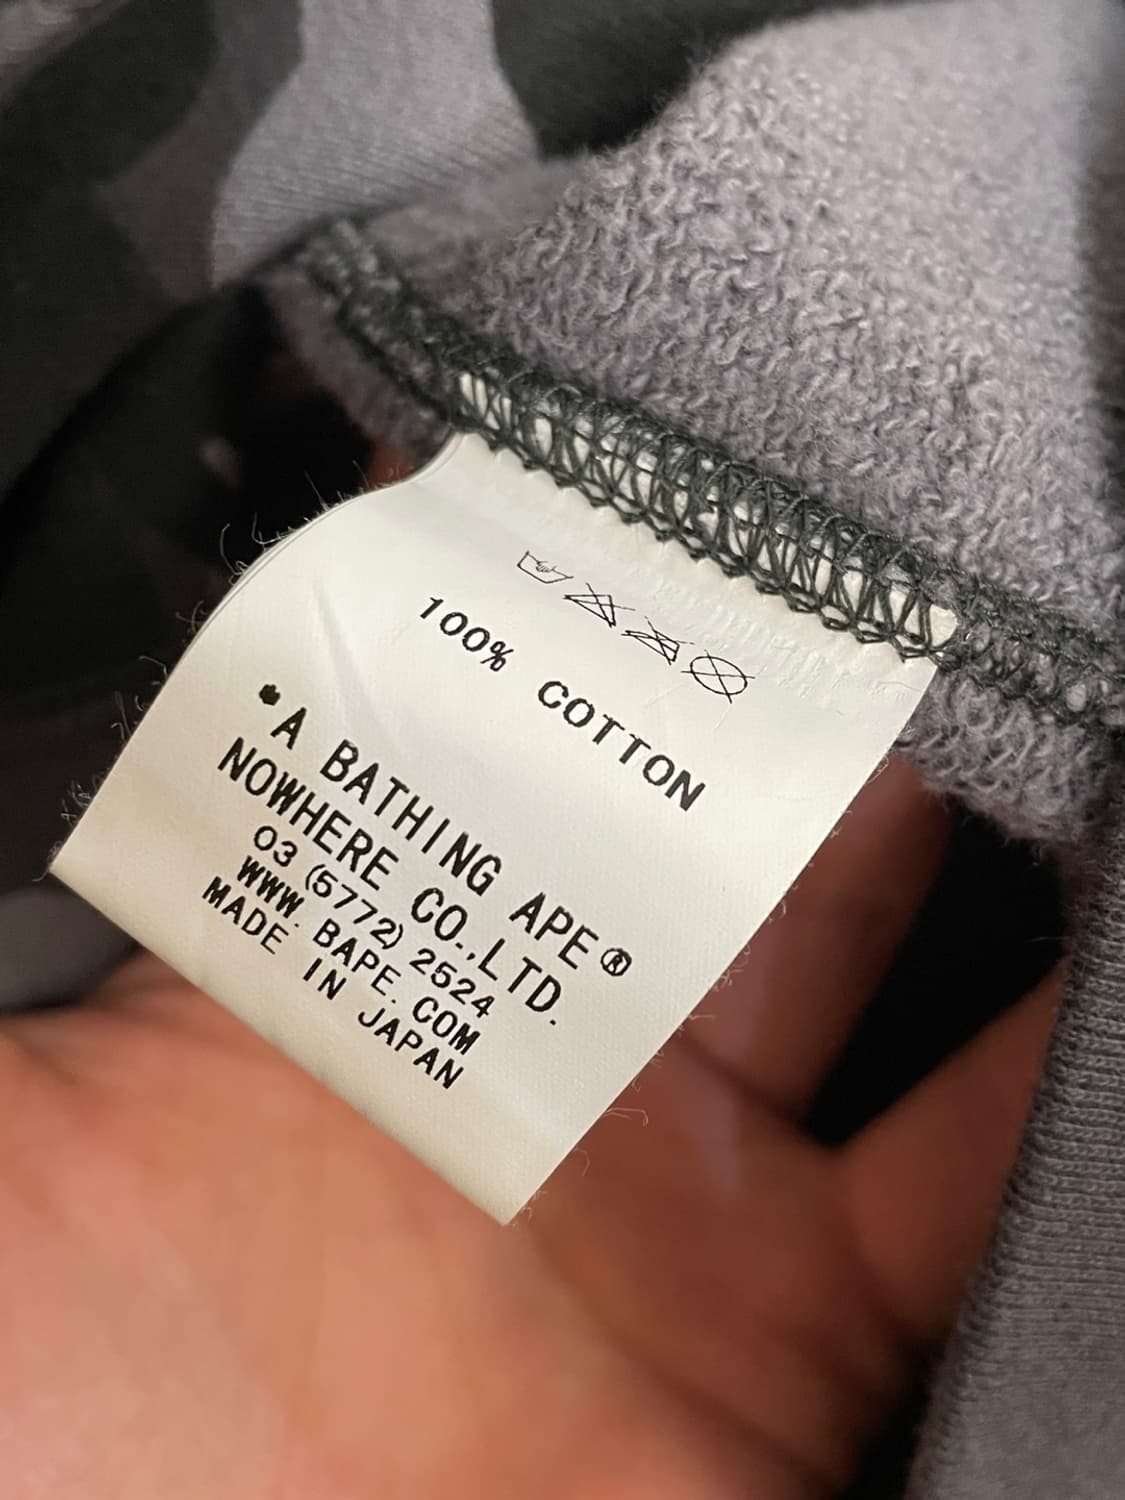 100% COTTON
A BATHING APE®
NOWHERE CO.,LTD.
03 (5772) 2524
WWW. BAPE. COM
MADE IN JAPAN